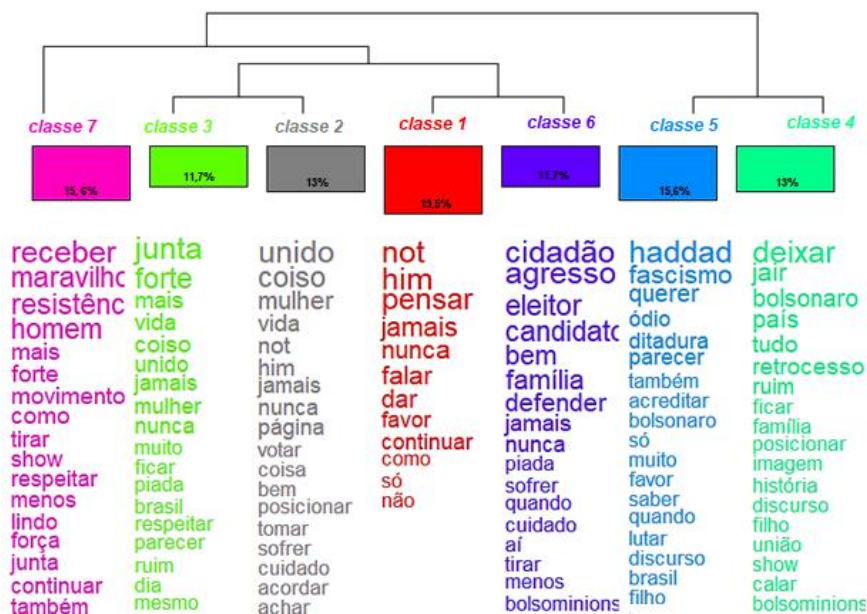 classe 7
classe 3
classe 2
classe 1
classe 6
classe 5
classe 4
15, 6%
11,7%
13%
19,5%
11,7%
15,6%
13%
receber
maravilho
resistênc
homem
mais
forte
movimento
como
tirar
show
respeitar
menos
lindo
força
junta
continuar
também
junta
forte
mais
vida
coiso
unido
jamais
mulher
nunca
muito
ficar
piada
brasil
respeitar
parecer
ruim
dia
mesmo
unido
coiso
mulher
vida
not
him
jamais
nunca
página
votar
coisa
bem
posicionar
tomar
sofrer
cuidado
acordar
achar
not
him
pensar
jamais
nunca
falar
dar
favor
continuar
como
só
não
cidadão
agresso
eleitor
candidato
bem
família
defender
jamais
nunca
piada
sofrer
quando
cuidado
aí
tirar
menos
bolsominions
haddad
fascismo
querer
ódio
ditadura
parecer
também
acreditar
bolsonaro
só
muito
favor
saber
quando
lutar
discurso
brasil
filho
deixar
jair
bolsonaro
país
tudo
retrocesso
ruim
ficar
família
posicionar
imagem
história
discurso
filho
união
show
calar
bolsominions